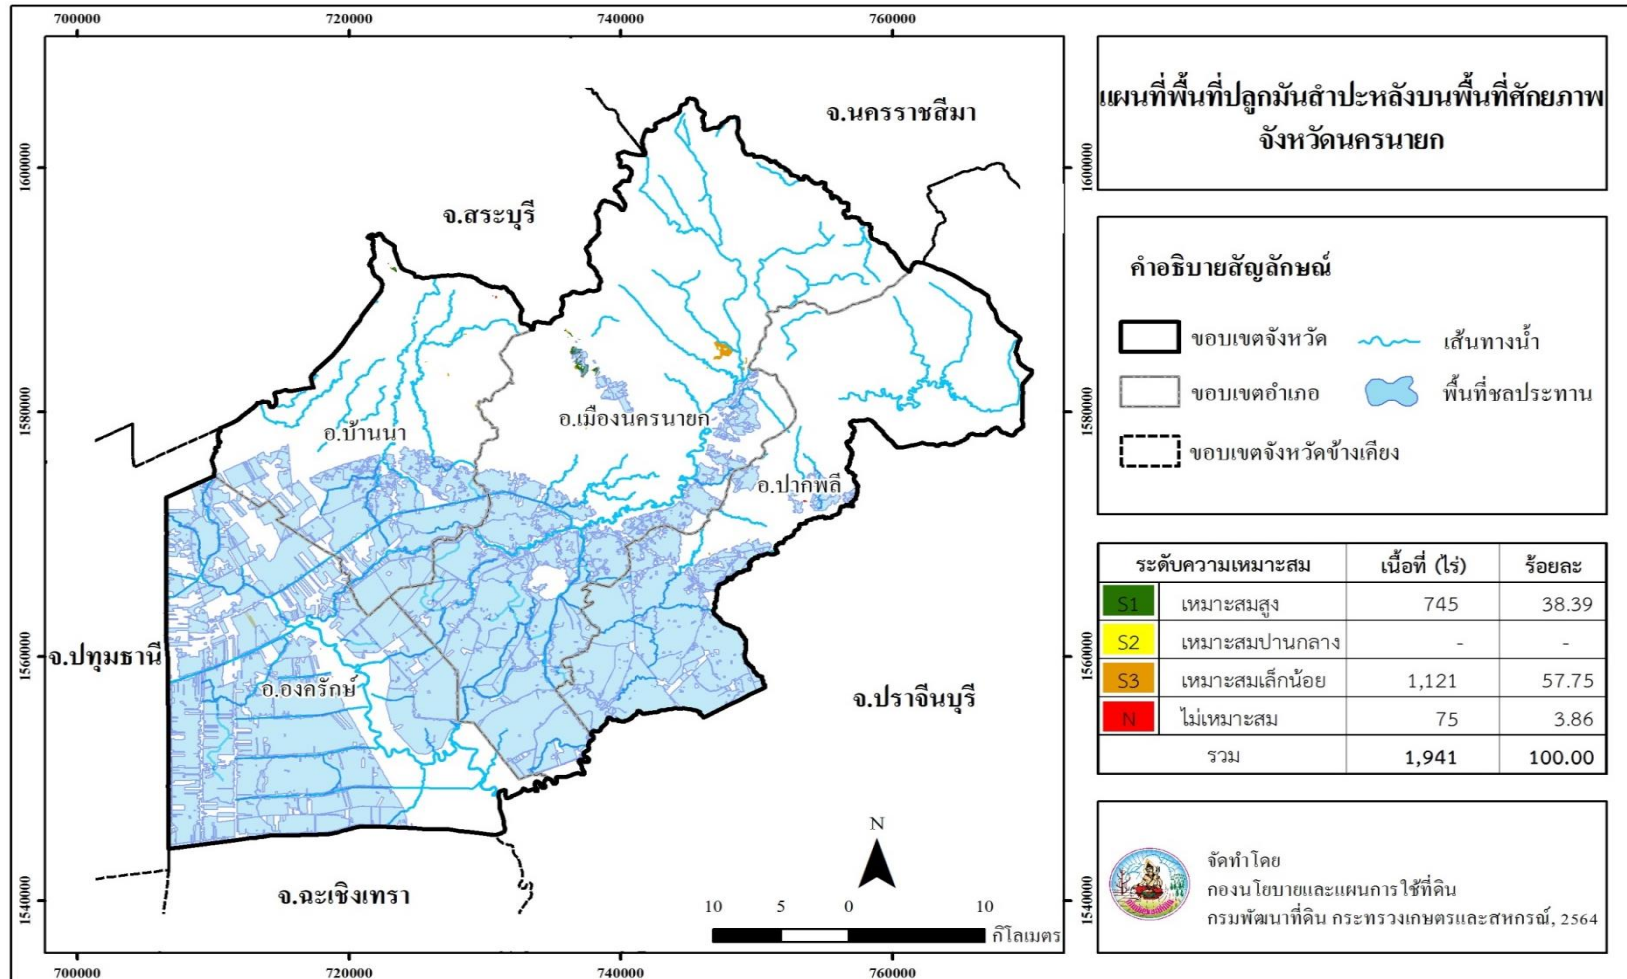 700000 720000 740000 760000
แผนที่พื้นที่ปลูกมันสำปะหลังบนพื้นที่ศักยภาพ
จังหวัดนครนายก
จ.นครราชสีมา
1600000 1600000
จ.สระบุรี
คำอธิบายสัญลักษณ์
ขอบเขตจังหวัด เส้นทางน้ำ
ขอบเขตอำเภอ พื้นที่ชลประทาน
ขอบเขตจังหวัดข้างเคียง
1580000 1580000
อ.เมืองนครนายก
อ.บ้านนา
อ.ปากพลี
ระดับความเหมาะสม เนื้อที่ (ไร่) ร้อยละ
S1 เหมาะสมสูง 745 38.39
S2 เหมาะสมปานกลาง - -
S3 เหมาะสมเล็กน้อย 1,121 57.75
N ไม่เหมาะสม 75 3.86
รวม 1,941 100.00
1560000 1560000
จ.ปทุมธานี
อ.องครักษ์
จ.ปราจีนบุรี
จ.ฉะเชิงเทรา
N
10 5 0 10
กิโลเมตร
1540000 1540000
จัดทำโดย
กองนโยบายและแผนการใช้ที่ดิน
กรมพัฒนาที่ดิน กระทรวงเกษตรและสหกรณ์, 2564
700000 720000 740000 760000